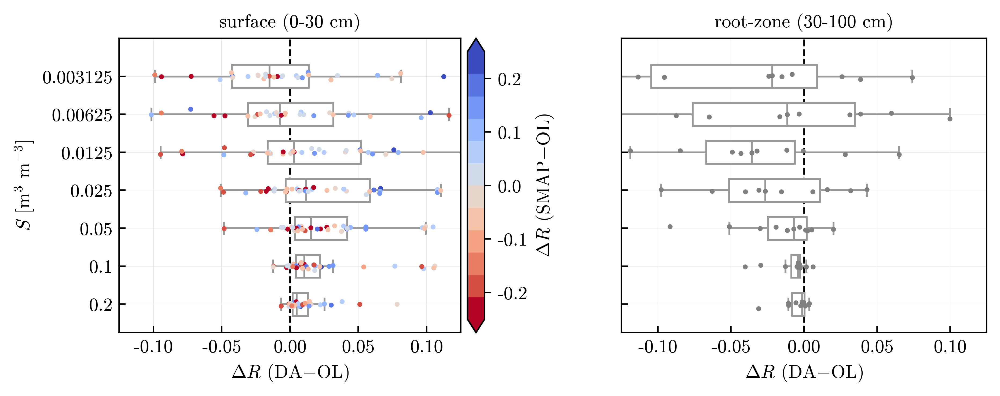 surface (0-30 cm)
root-zone (30-100 cm)
S [m³ m⁻³]
0.003125
0.00625
0.0125
0.025
0.05
0.1
0.2
-0.10 -0.05 0.00 0.05 0.10
ΔR (DA−OL)
0.2
0.1
0.0
-0.1
-0.2
ΔR (SMAP−OL)
-0.10 -0.05 0.00 0.05 0.10
ΔR (DA−OL)